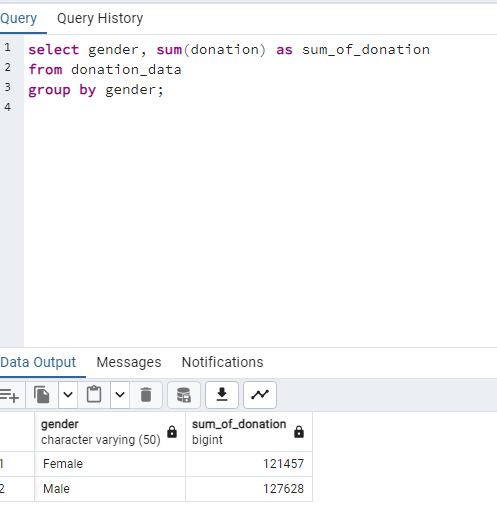 Query Query History
1 select gender, sum(donation) as sum_of_donation
2 from donation_data
3 group by gender;
4
Data Output Messages Notifications
gender sum_of_donation
character varying (50) bigint
1 Female 121457
2 Male 127628